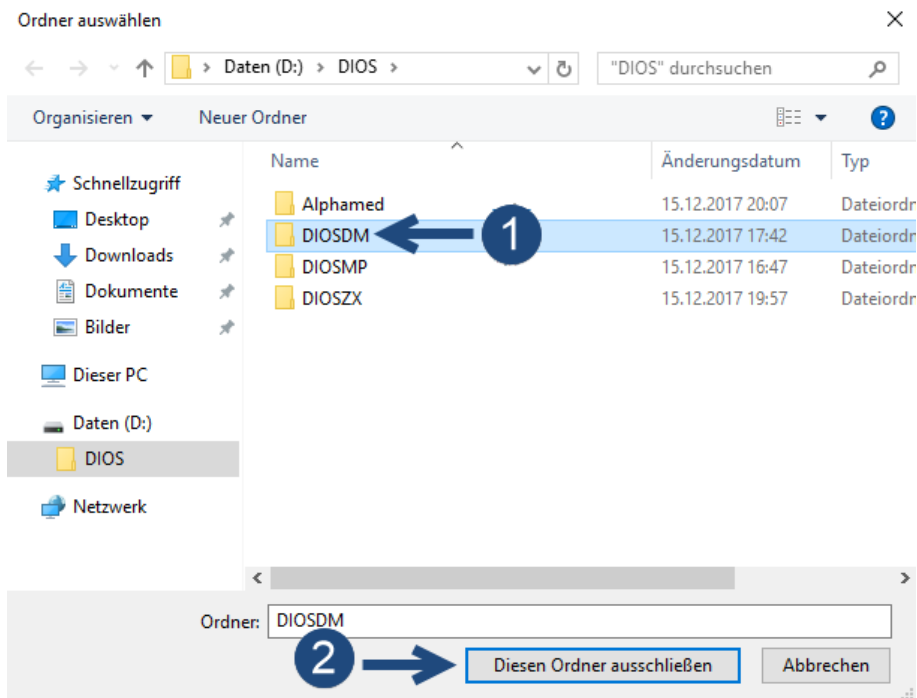 Ordner auswählen
Daten (D:) DIOS "DIOS" durchsuchen
Organisieren Neuer Ordner ?
Name Änderungsdatum Typ
Schnellzugriff
Desktop
Downloads
Dokumente
Bilder
Dieser PC
Daten (D:)
DIOS
Netzwerk
Alphamed 15.12.2017 20:07 Dateiordn
DIOSDM 1 15.12.2017 17:42 Dateiordn
DIOSMP 15.12.2017 16:47 Dateiordn
DIOSZX 15.12.2017 19:57 Dateiordn
Ordner: DIOSDM
2 Diesen Ordner ausschließen Abbrechen